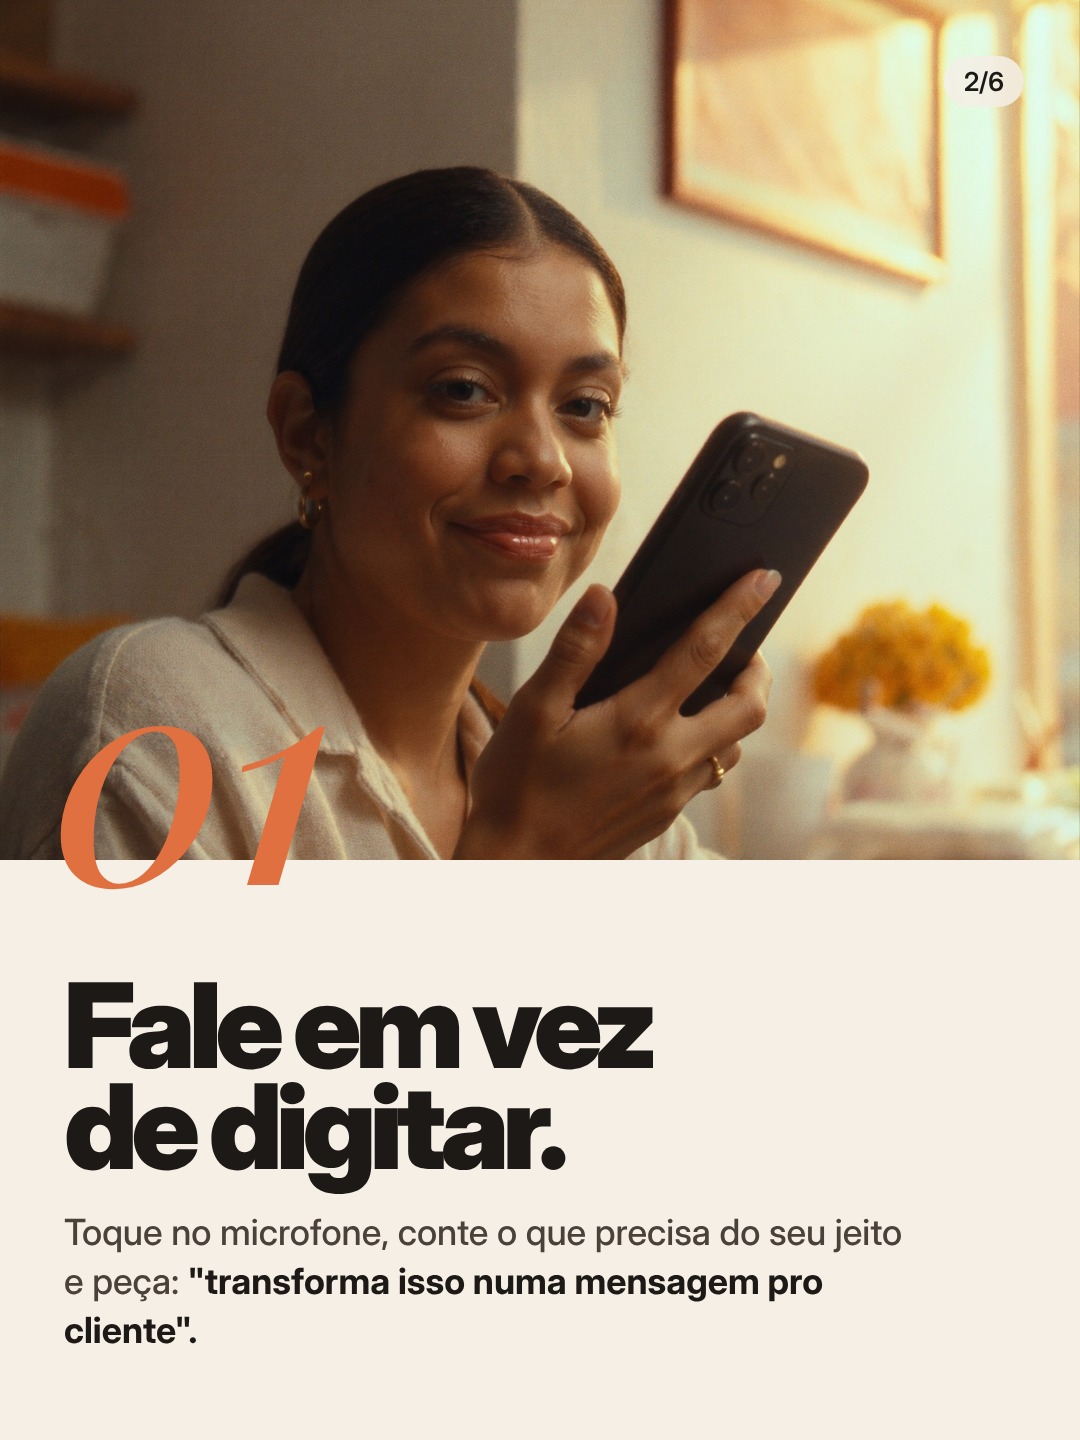 2/6
01
Fale em vez
de digitar.
Toque no microfone, conte o que precisa do seu jeito
e peça: "transforma isso numa mensagem pro
cliente".